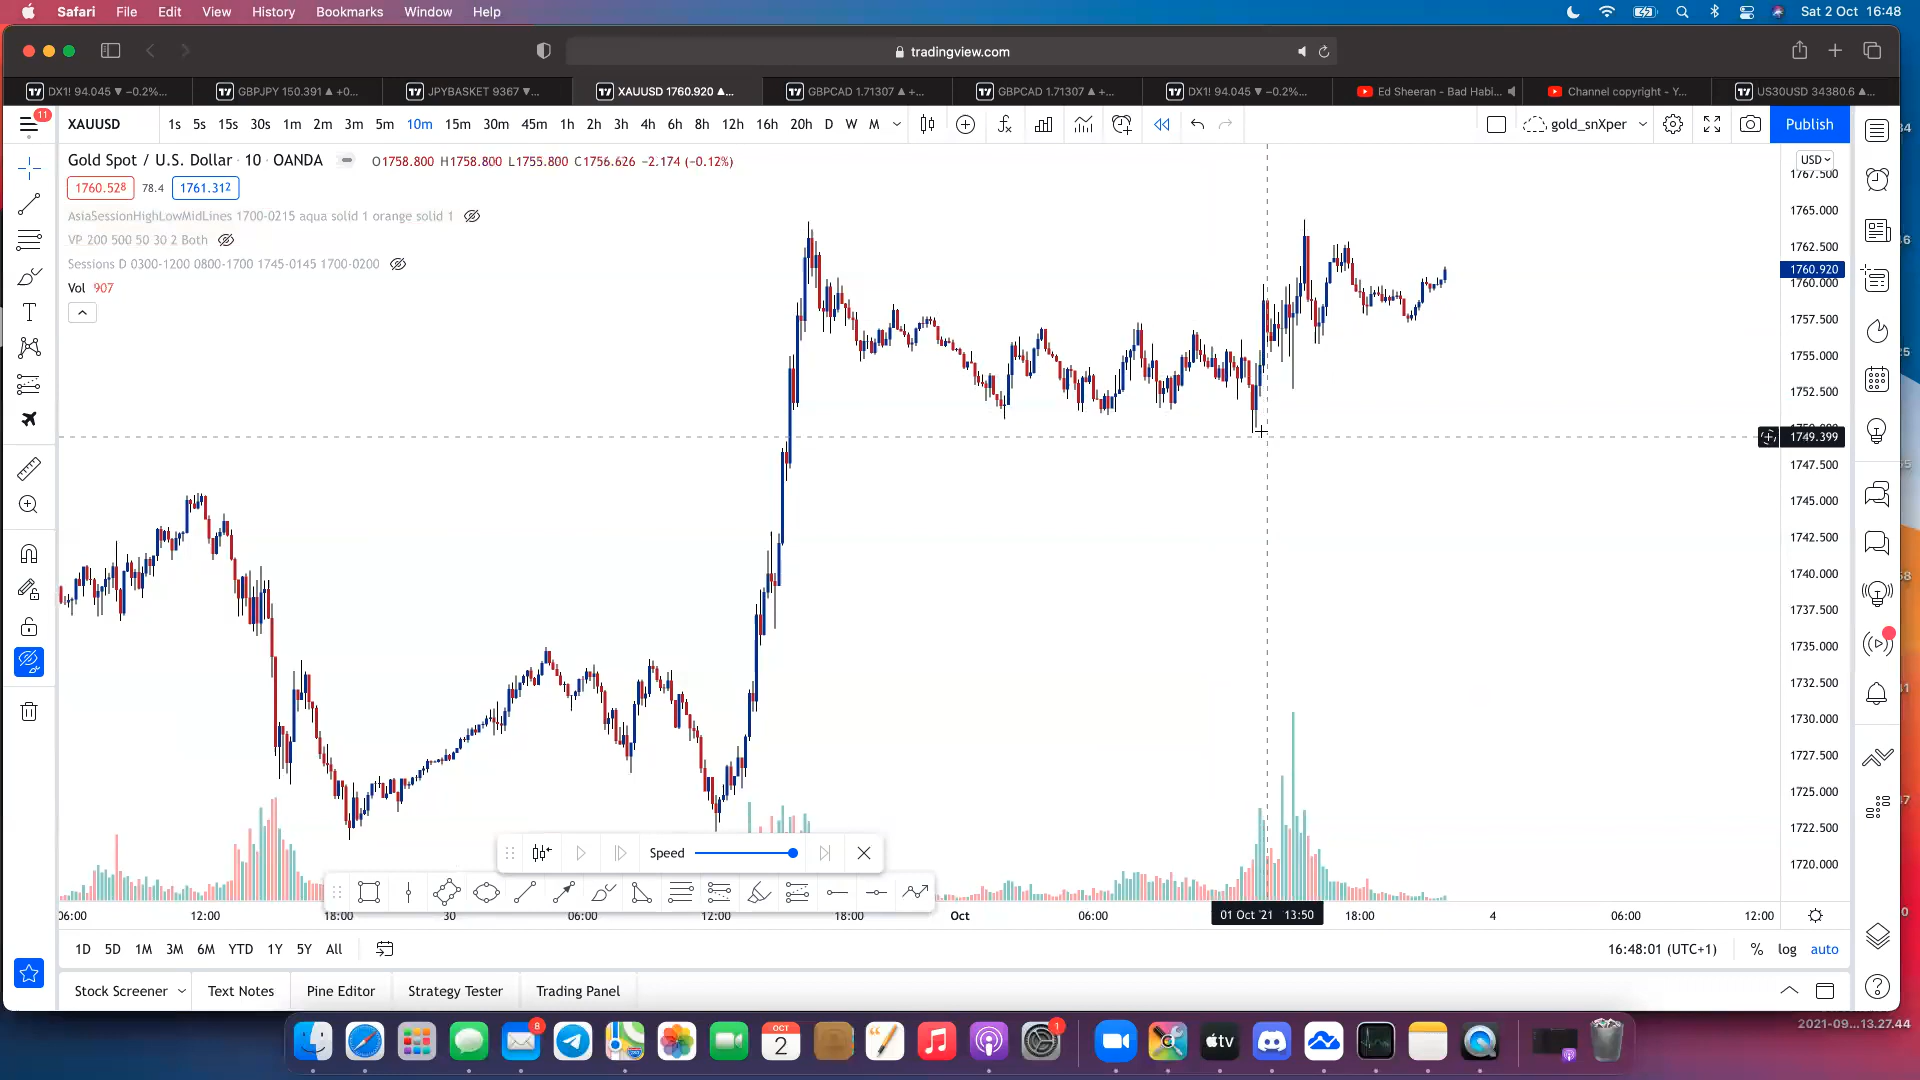 Safari File Edit View History Bookmarks Window Help Sat 2 Oct 16:48
tradingview.com
DX1! 94.045 ▼ −0.2%... GBPJPY 150.391 ▲ +0... JPYBASKET 9367 ▼... XAUUSD 1760.920 ▲... GBPCAD 1.71307 ▲ +... GBPCAD 1.71307 ▲ +... DX1! 94.045 ▼ −0.2%... Ed Sheeran - Bad Habi... Channel copyright - Y... US30USD 34380.6 ▲...
11
XAUUSD 1s 5s 15s 30s 1m 2m 3m 5m 10m 15m 30m 45m 1h 2h 3h 4h 6h 8h 12h 16h 20h D W M gold_snXper Publish
Gold Spot / U.S. Dollar · 10 · OANDA O1758.800 H1758.800 L1755.800 C1756.626 −2.174 (−0.12%)
USD
1760.528 78.4 1761.312
AsiaSessionHighLowMidLines 1700-0215 aqua solid 1 orange solid 1
VP 200 500 50 30 2 Both
Sessions D 0300-1200 0800-1700 1745-0145 1700-0200
Vol 907
1767.500
1765.000
1762.500
1760.920
1760.000
1757.500
1755.000
1752.500
1749.399
1747.500
1745.000
1742.500
1740.000
1737.500
1735.000
1732.500
1730.000
1727.500
1725.000
1722.500
1720.000
Speed
06:00 12:00 18:00 30 06:00 12:00 18:00 Oct 06:00 01 Oct '21 13:50 18:00 4 06:00 12:00
1D 5D 1M 3M 6M YTD 1Y 5Y All 16:48:01 (UTC+1) % log auto
Stock Screener Text Notes Pine Editor Strategy Tester Trading Panel
8
OCT
2
1
tv
2021-09...13.27.44